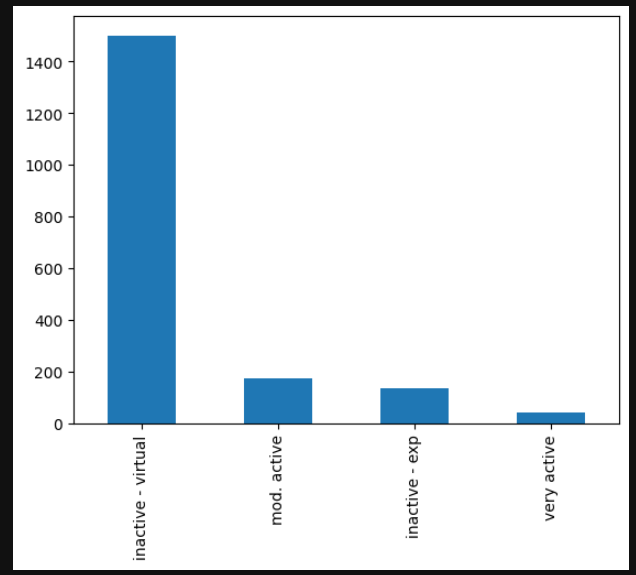 1400
1200
1000
800
600
400
200
0
inactive - virtual
mod. active
inactive - exp
very active